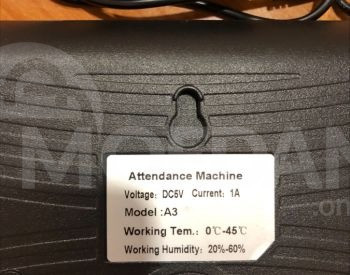 Attendance Machine
Voltage: DC5V Current: 1A
Model :A3
Working Tem.: 0℃-45℃
Working Humidity: 20%-60%